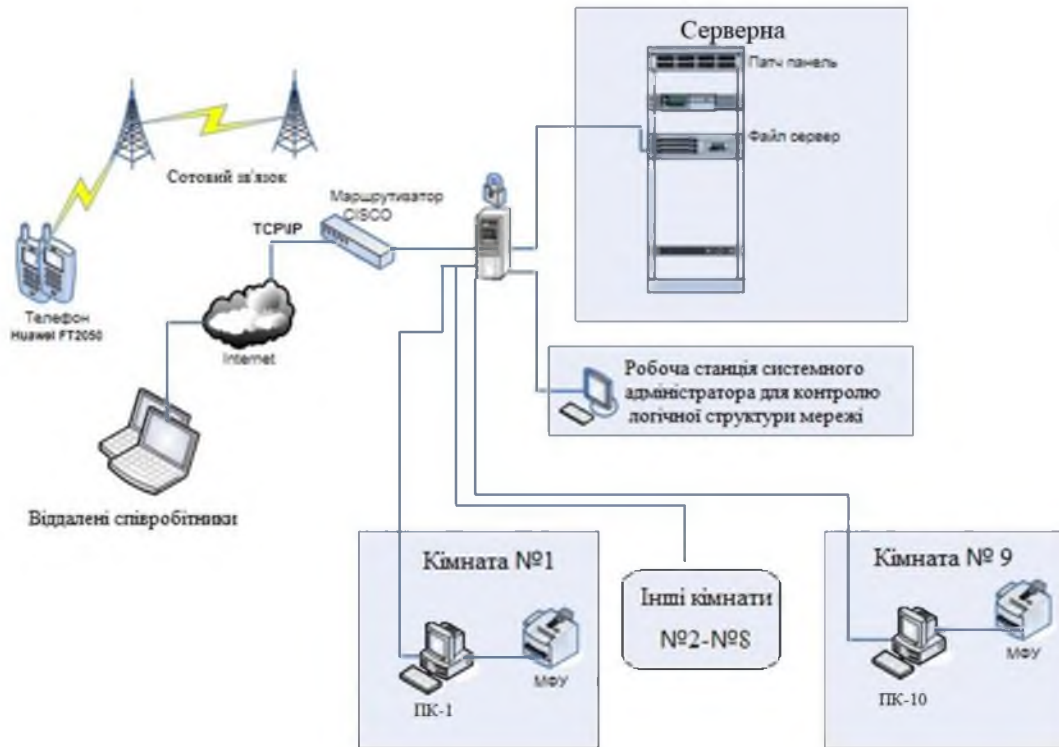 Серверна
Патч панель
Файл сервер
Сотовий зв'язок
Маршрутиватор
CISCO
TCP\IP
Телефон
Huawel FT2050
Internet
Віддалені співробітники
Робоча станція системного
адміністратора для контролю
логічної структури мережі
Кімната №1
ПК-1
МФУ
Інші кімнати
№2-№8
Кімната № 9
ПК-10
МФУ